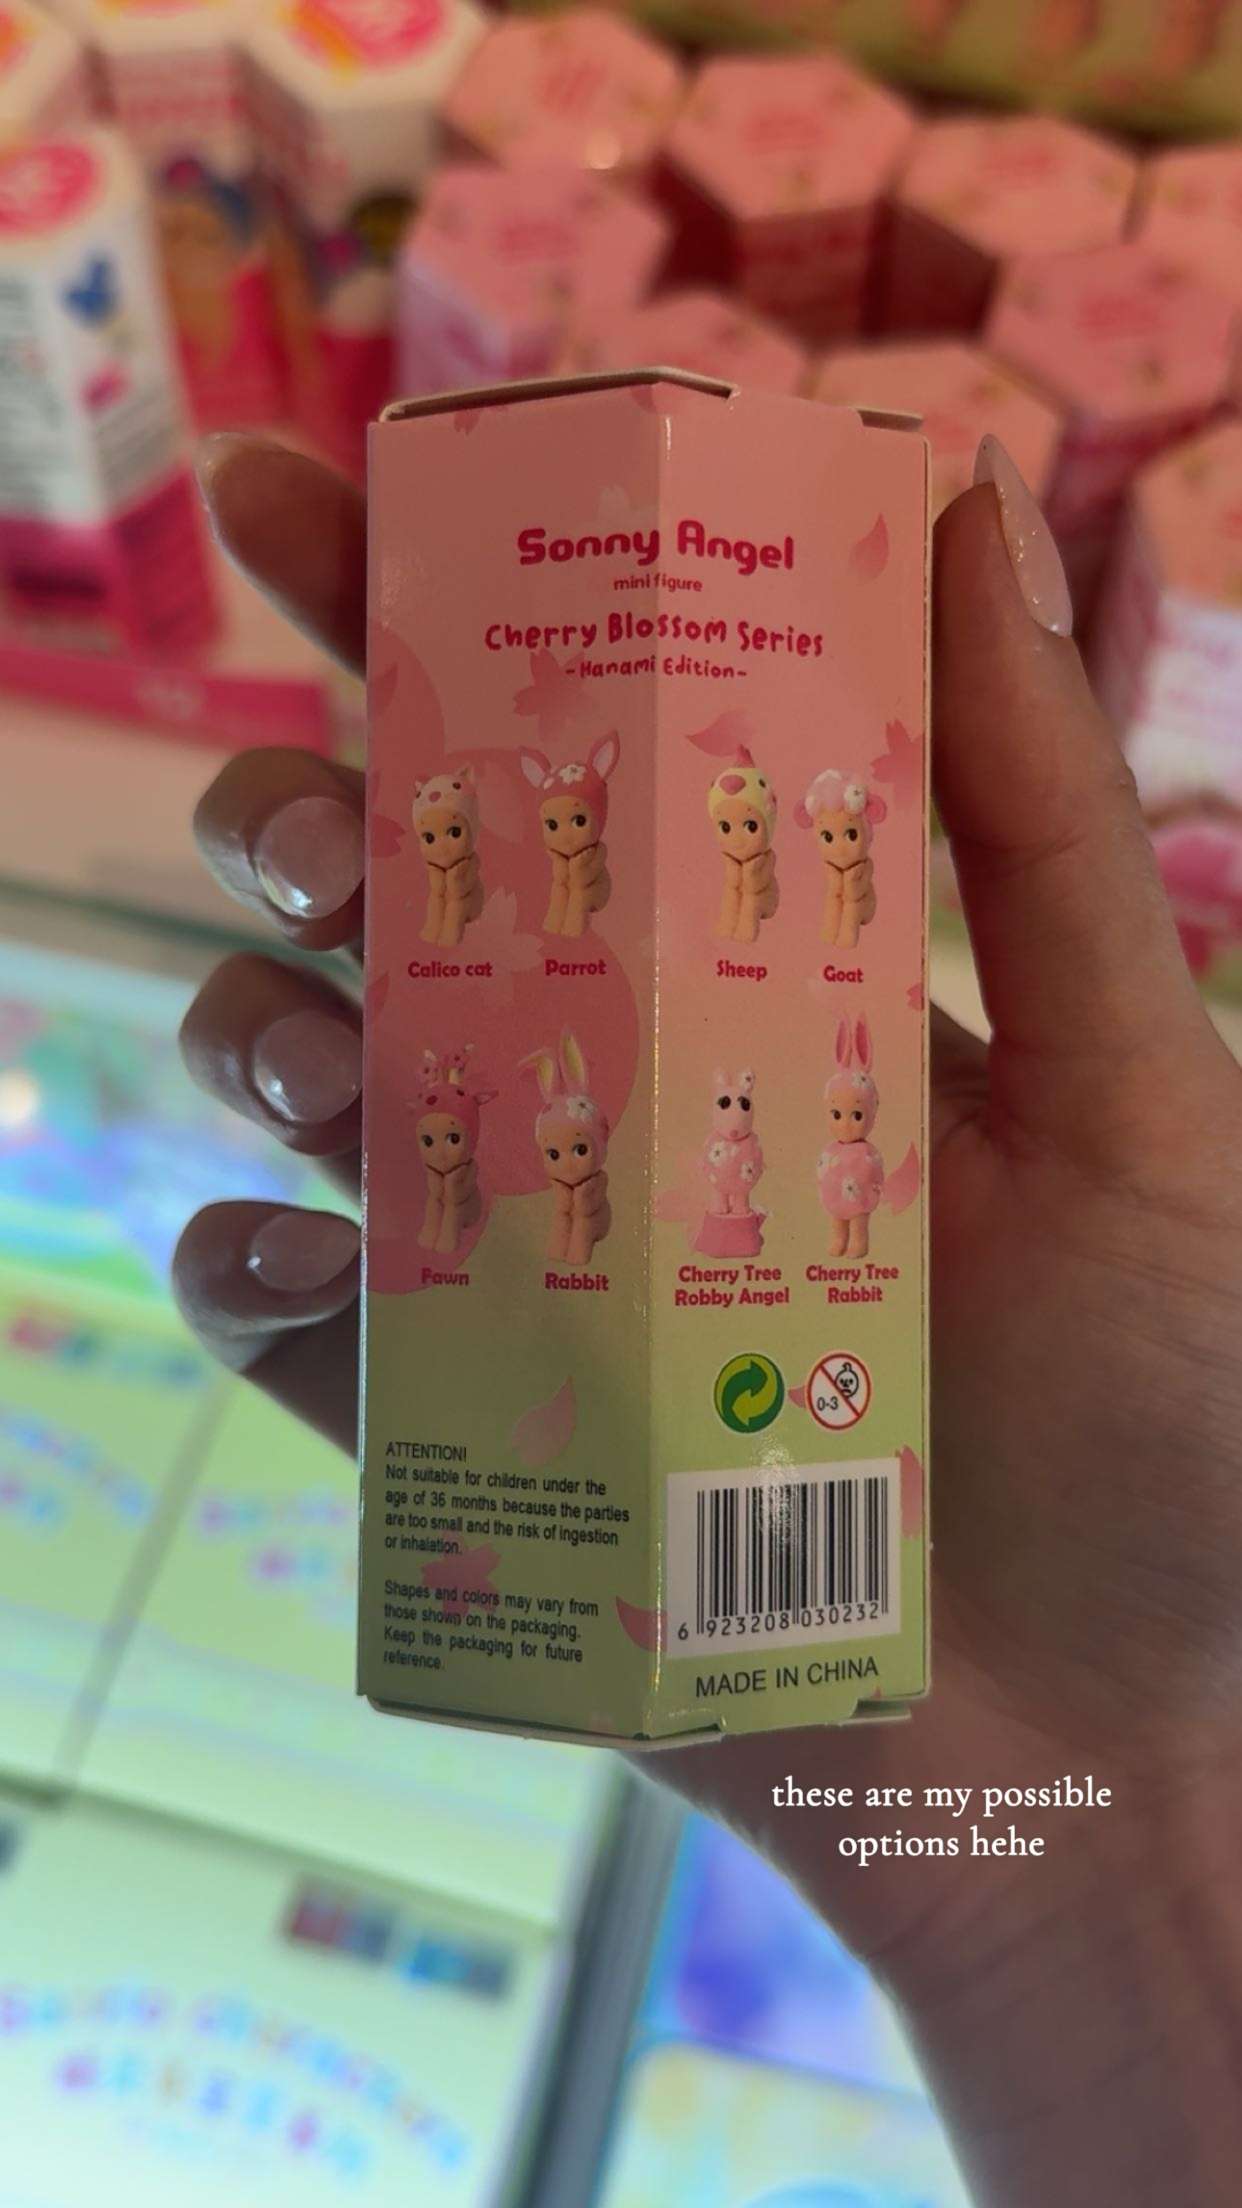 Sonny Angel
mini figure
Cherry Blossom Series
-Hanami Edition-
Calico cat
Parrot
Sheep
Goat
Fawn
Rabbit
Cherry Tree
Robby Angel
Cherry Tree
Rabbit
0-3
ATTENTION!
Not suitable for children under the
age of 36 months because the parties
are too small and the risk of ingestion
or inhalation.
Shapes and colors may vary from
those shown on the packaging.
Keep the packaging for future
reference.
6 923208 030232
MADE IN CHINA
these are my possible
options hehe